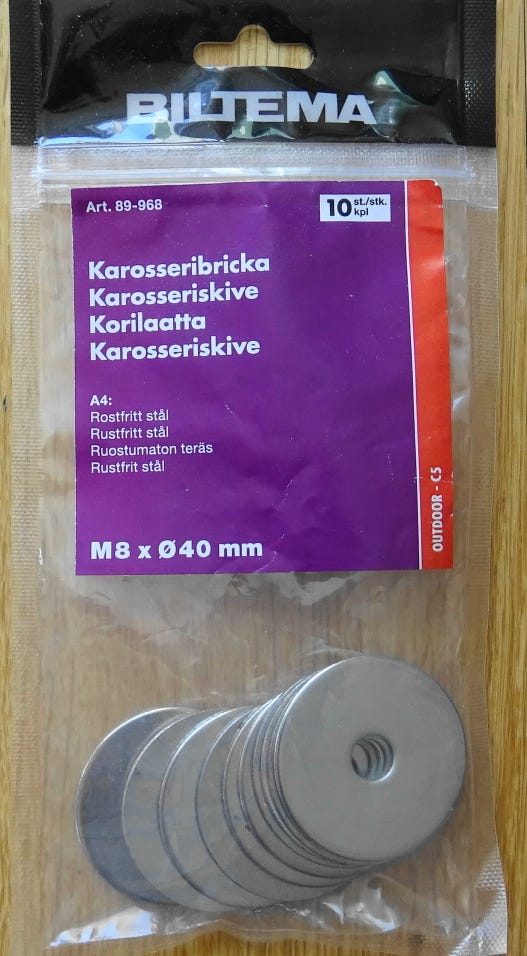 BILTEMA
Art. 89-968
10 st./stk.
kpl
Karosseribricka
Karosseriskive
Korilaatta
Karosseriskive
A4:
Rostfritt stål
Rustfritt stål
Ruostumaton teräs
Rustfrit stål
M8 x Ø40 mm
OUTDOOR - C5